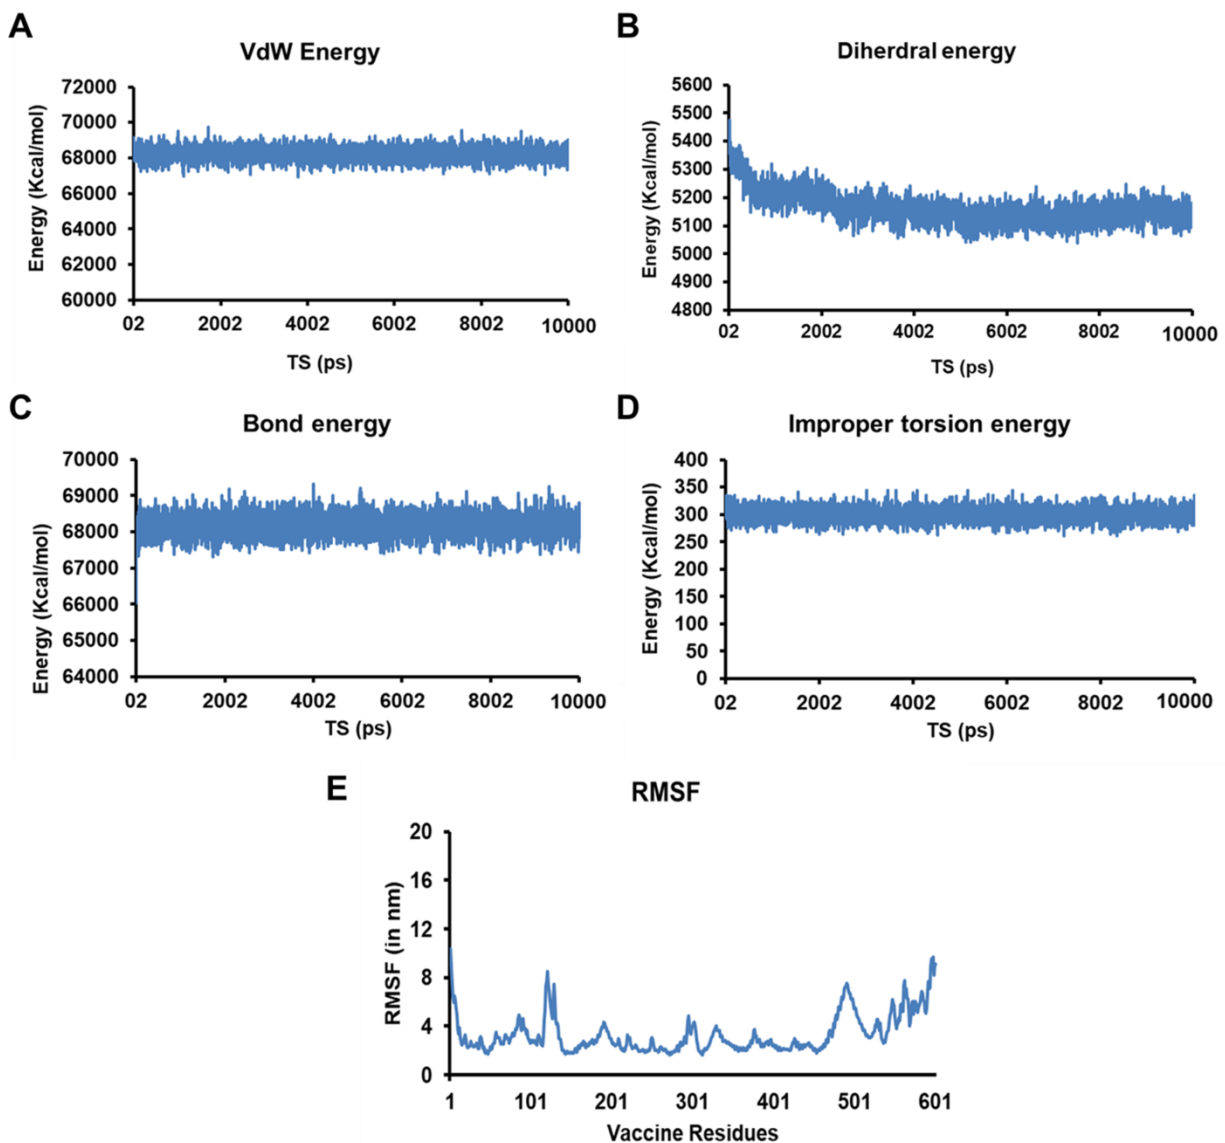 A
VdW Energy
72000
70000
68000
66000
64000
62000
60000
Energy (Kcal/mol)
02 2002 4002 6002 8002 10000
TS (ps)
B
Diherdral energy
5600
5500
5400
5300
5200
5100
5000
4900
4800
Energy (Kcal/mol)
02 2002 4002 6002 8002 10000
TS (ps)
C
Bond energy
70000
69000
68000
67000
66000
65000
64000
Energy (Kcal/mol)
02 2002 4002 6002 8002 10000
TS (ps)
D
Improper torsion energy
400
350
300
250
200
150
100
50
0
Energy (Kcal/mol)
02 2002 4002 6002 8002 10000
TS (ps)
E
RMSF
20
16
12
8
4
0
RMSF (in nm)
1 101 201 301 401 501 601
Vaccine Residues